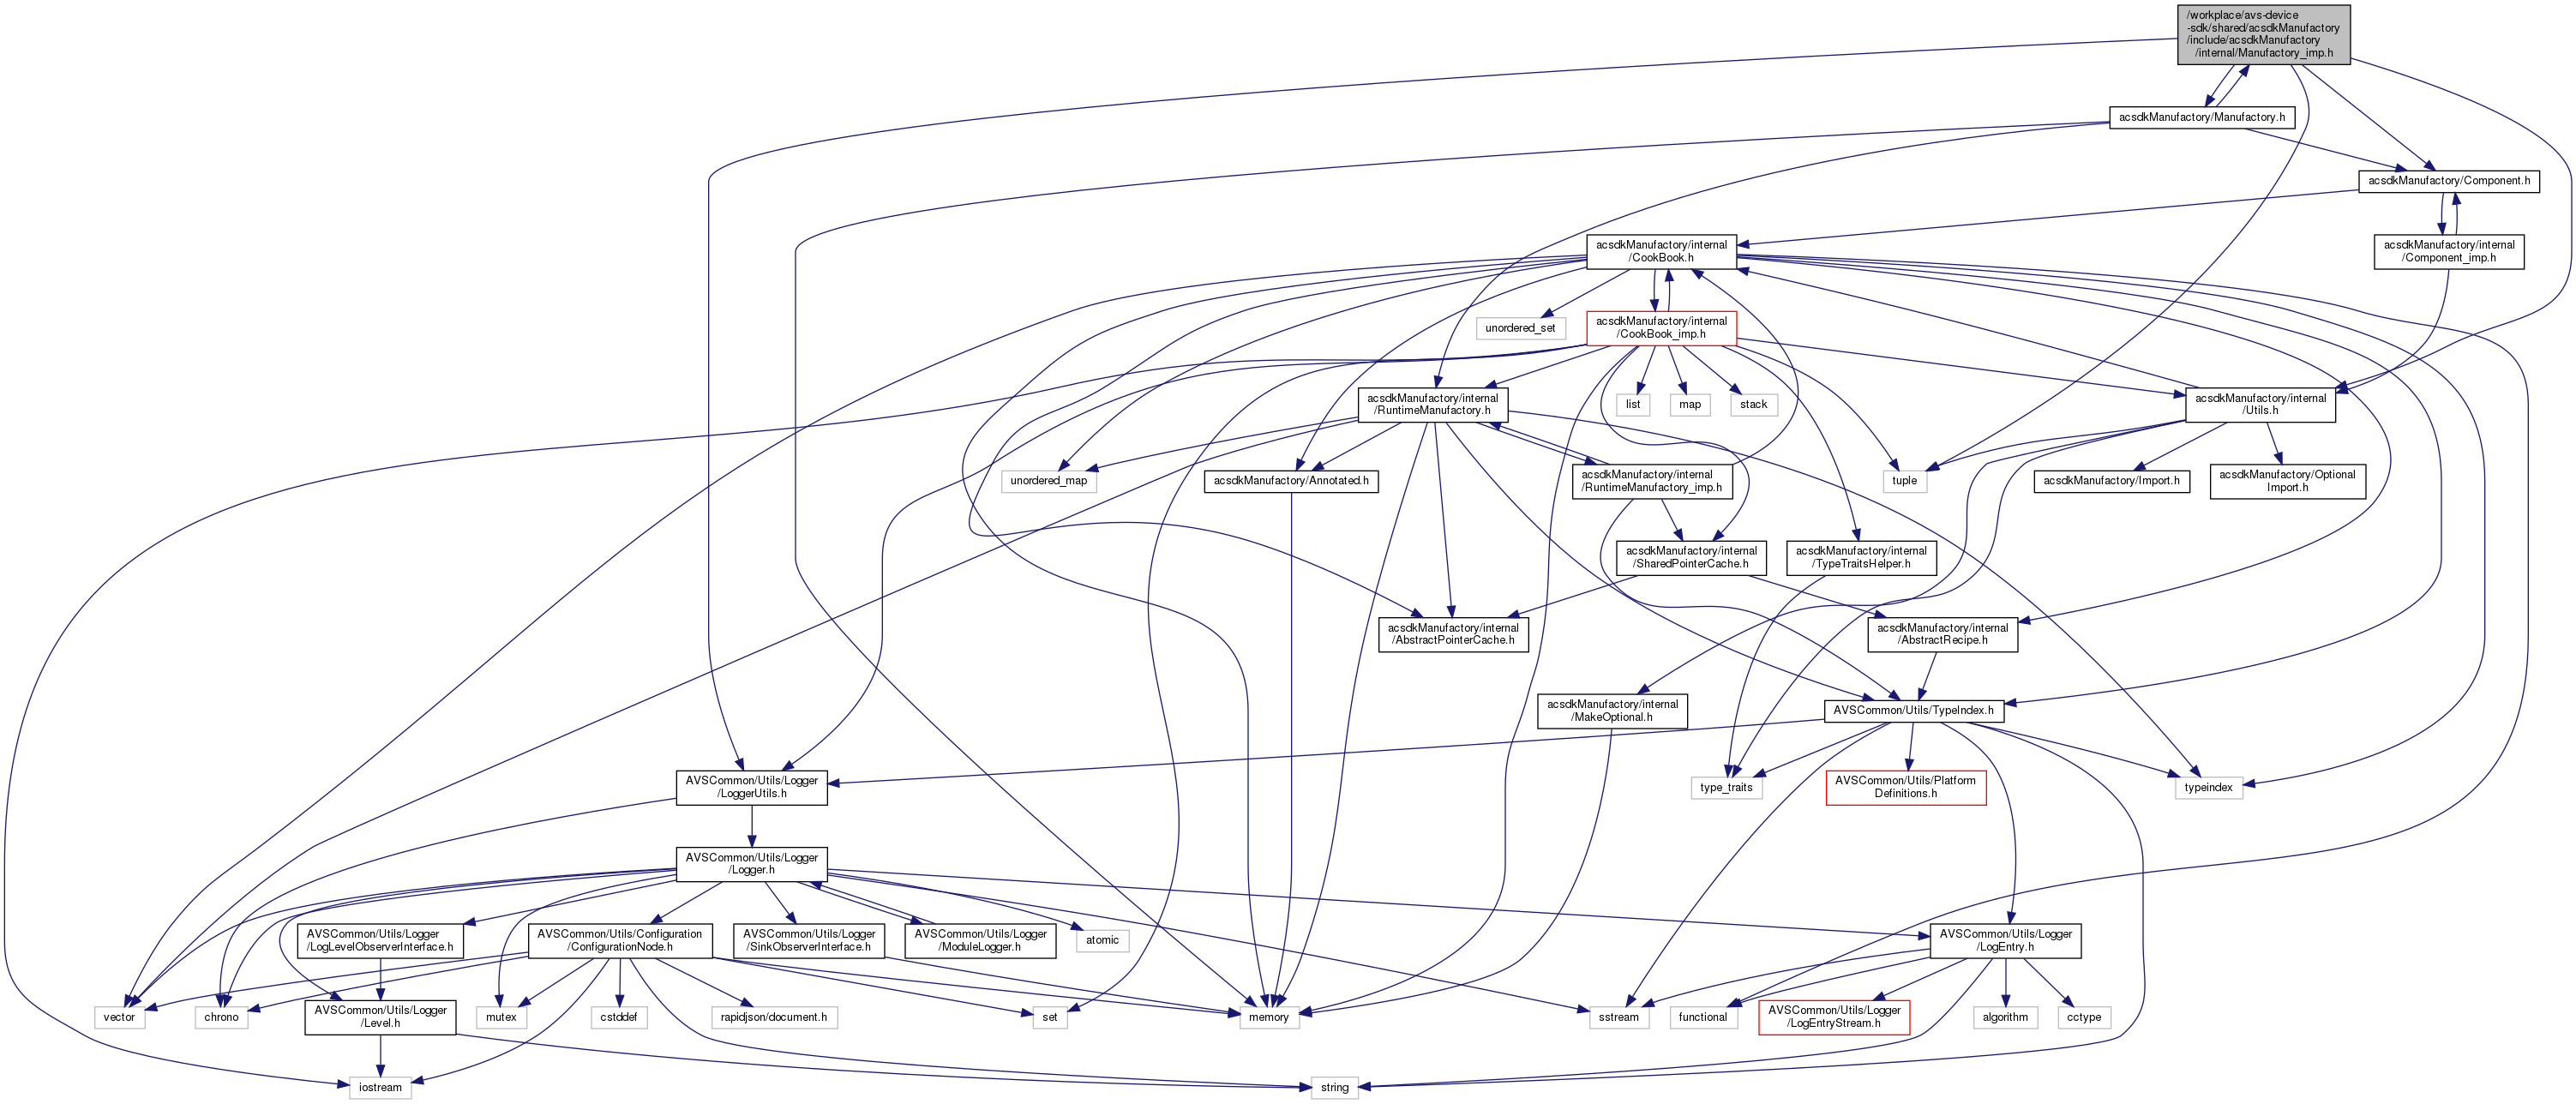 /workplace/avs-device
-sdk/shared/acsdkManufactory
/include/acsdkManufactory
/internal/Manufactory_imp.h
acsdkManufactory/Manufactory.h
acsdkManufactory/Component.h
acsdkManufactory/internal
/CookBook.h
acsdkManufactory/internal
/Component_imp.h
unordered_set
acsdkManufactory/internal
/CookBook_imp.h
acsdkManufactory/internal
/RuntimeManufactory.h
list
map
stack
acsdkManufactory/internal
/Utils.h
unordered_map
acsdkManufactory/Annotated.h
acsdkManufactory/internal
/RuntimeManufactory_imp.h
tuple
acsdkManufactory/Import.h
acsdkManufactory/Optional
Import.h
acsdkManufactory/internal
/SharedPointerCache.h
acsdkManufactory/internal
/TypeTraitsHelper.h
acsdkManufactory/internal
/AbstractPointerCache.h
acsdkManufactory/internal
/AbstractRecipe.h
acsdkManufactory/internal
/MakeOptional.h
AVSCommon/Utils/TypeIndex.h
AVSCommon/Utils/Logger
/LoggerUtils.h
type_traits
AVSCommon/Utils/Platform
Definitions.h
typeindex
AVSCommon/Utils/Logger
/Logger.h
AVSCommon/Utils/Logger
/LogLevelObserverInterface.h
AVSCommon/Utils/Configuration
/ConfigurationNode.h
AVSCommon/Utils/Logger
/SinkObserverInterface.h
AVSCommon/Utils/Logger
/ModuleLogger.h
atomic
AVSCommon/Utils/Logger
/LogEntry.h
vector
chrono
AVSCommon/Utils/Logger
/Level.h
mutex
cstddef
rapidjson/document.h
set
memory
sstream
functional
AVSCommon/Utils/Logger
/LogEntryStream.h
algorithm
cctype
iostream
string